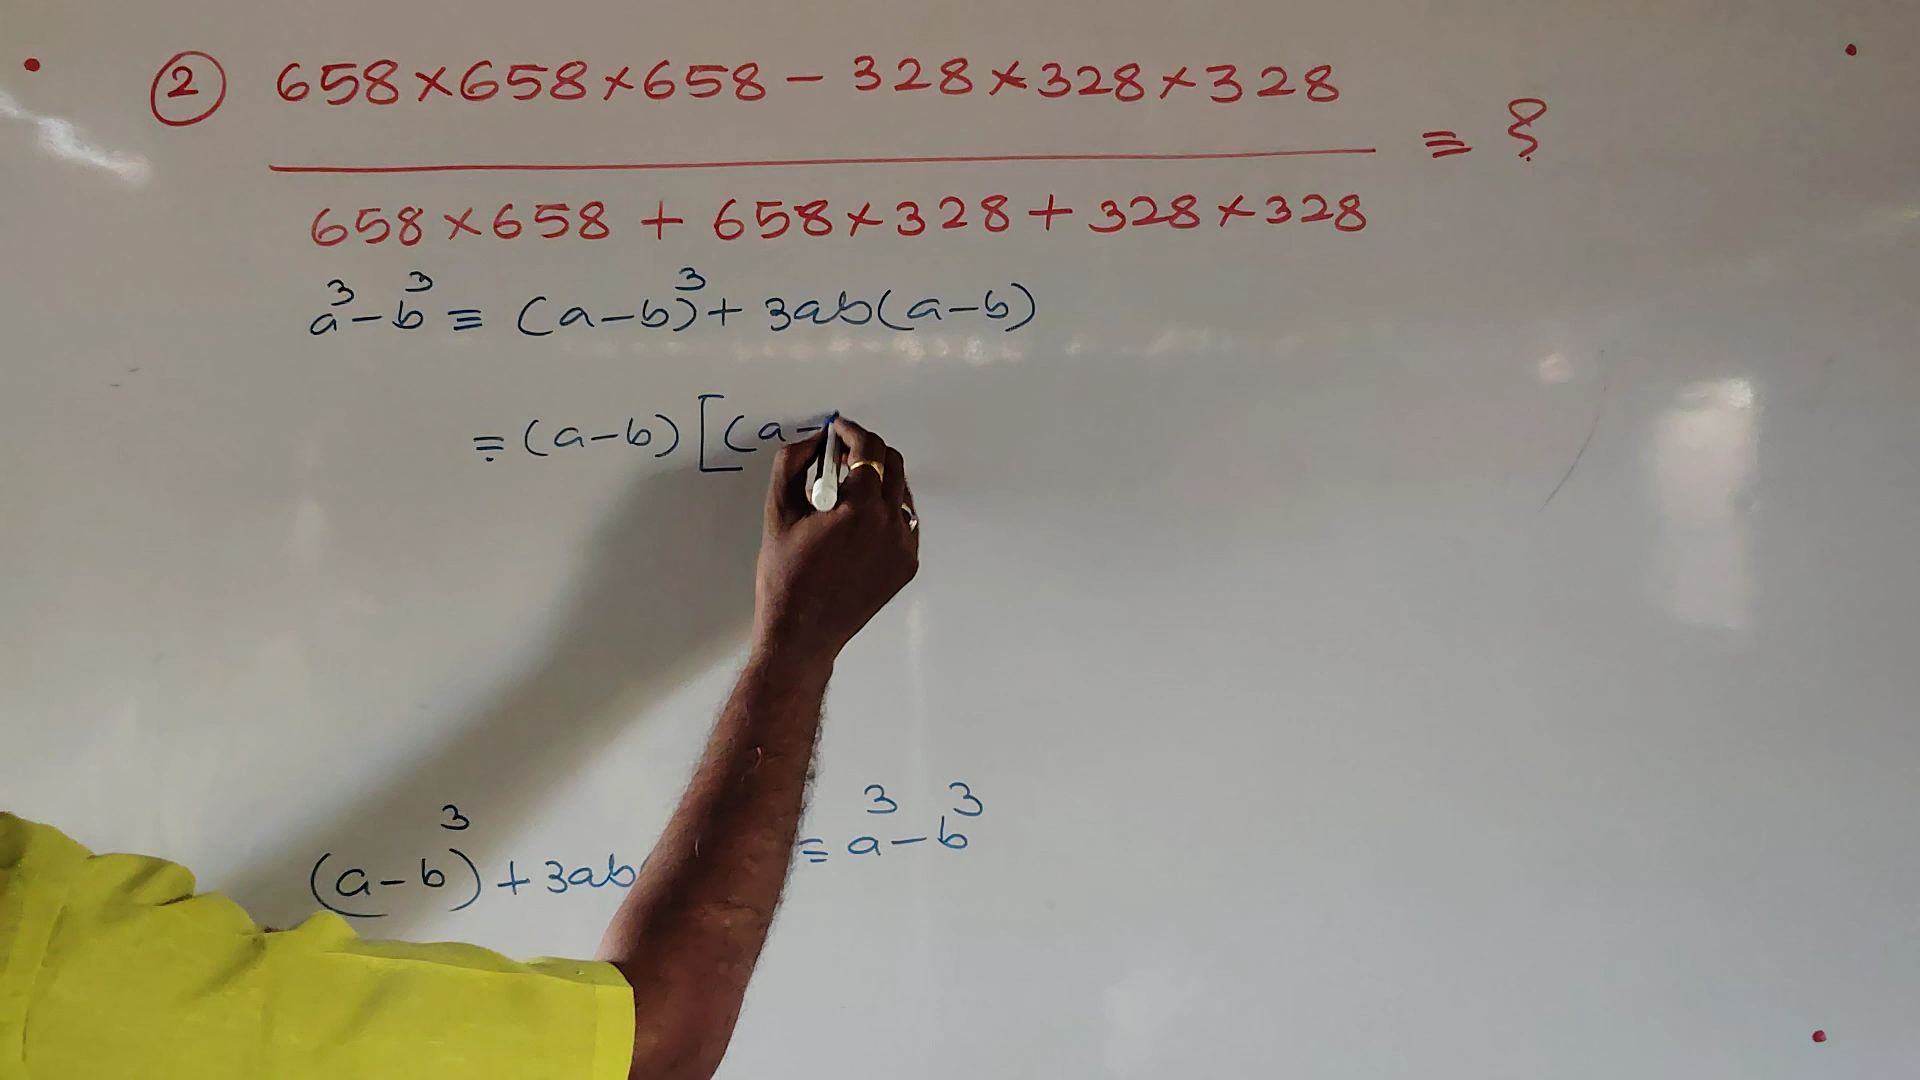 ② 658×658×658 - 328×328×328
= ?
658×658 + 658×328 + 328×328
a³-b³ = (a-b)³+ 3ab(a-b)
= (a-b) [(a-
(a-b)³+3ab = a³-b³